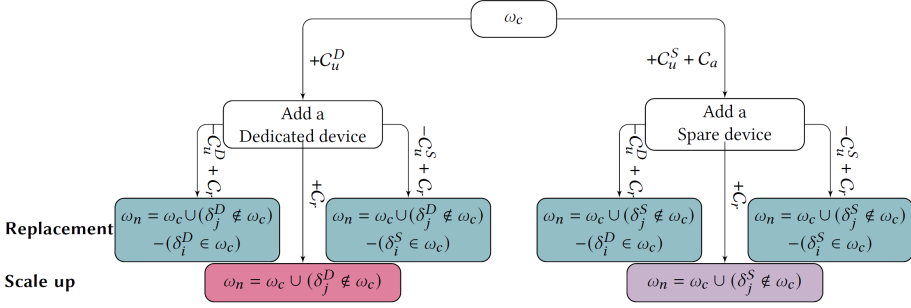 ω_c
+C_u^D
+C_u^S + C_a
Add a
Dedicated device
Add a
Spare device
−C_u^D + C_r
+C_r
−C_u^S + C_r
−C_u^D + C_r
+C_r
−C_u^S + C_r
Replacement
ω_n = ω_c ∪ (δ_j^D ∉ ω_c)
−(δ_i^D ∈ ω_c)
ω_n = ω_c ∪ (δ_j^D ∉ ω_c)
−(δ_i^S ∈ ω_c)
ω_n = ω_c ∪ (δ_j^S ∉ ω_c)
−(δ_i^D ∈ ω_c)
ω_n = ω_c ∪ (δ_j^S ∉ ω_c)
−(δ_i^S ∈ ω_c)
Scale up
ω_n = ω_c ∪ (δ_j^D ∉ ω_c)
ω_n = ω_c ∪ (δ_j^S ∉ ω_c)